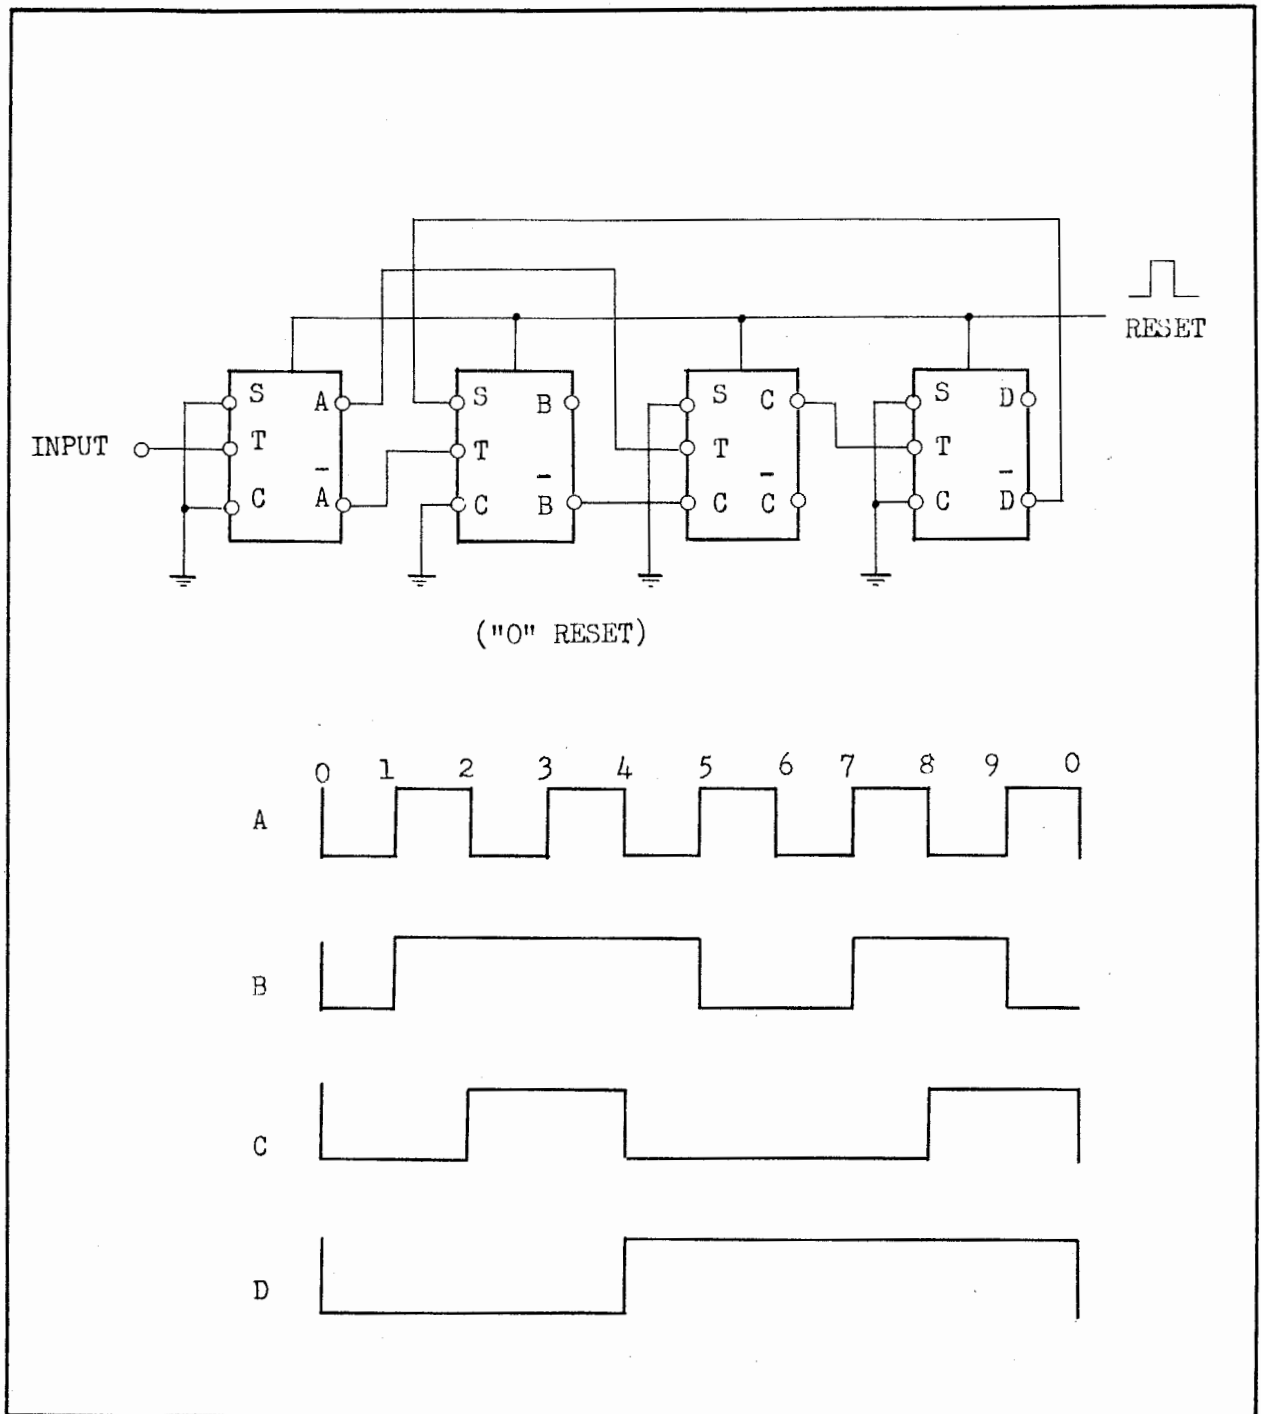 RESET
S A
T
C A̅
S B
T
C B̅
S C
T
C C̅
S D
T
C D̅
INPUT
("O" RESET)
0 1 2 3 4 5 6 7 8 9 0
A
B
C
D